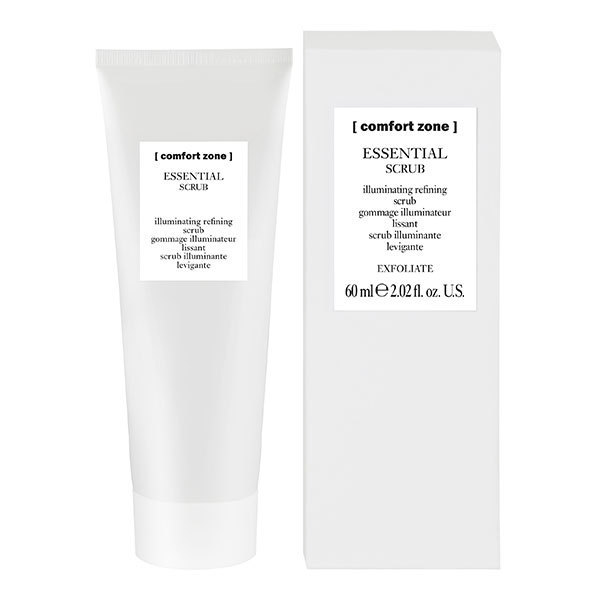 [ comfort zone ]
ESSENTIAL
SCRUB
illuminating refining
scrub
gommage illuminateur
lissant
scrub illuminante
levigante
[ comfort zone ]
ESSENTIAL
SCRUB
illuminating refining
scrub
gommage illuminateur
lissant
scrub illuminante
levigante
EXFOLIATE
60 ml ℮ 2.02 fl. oz. U.S.